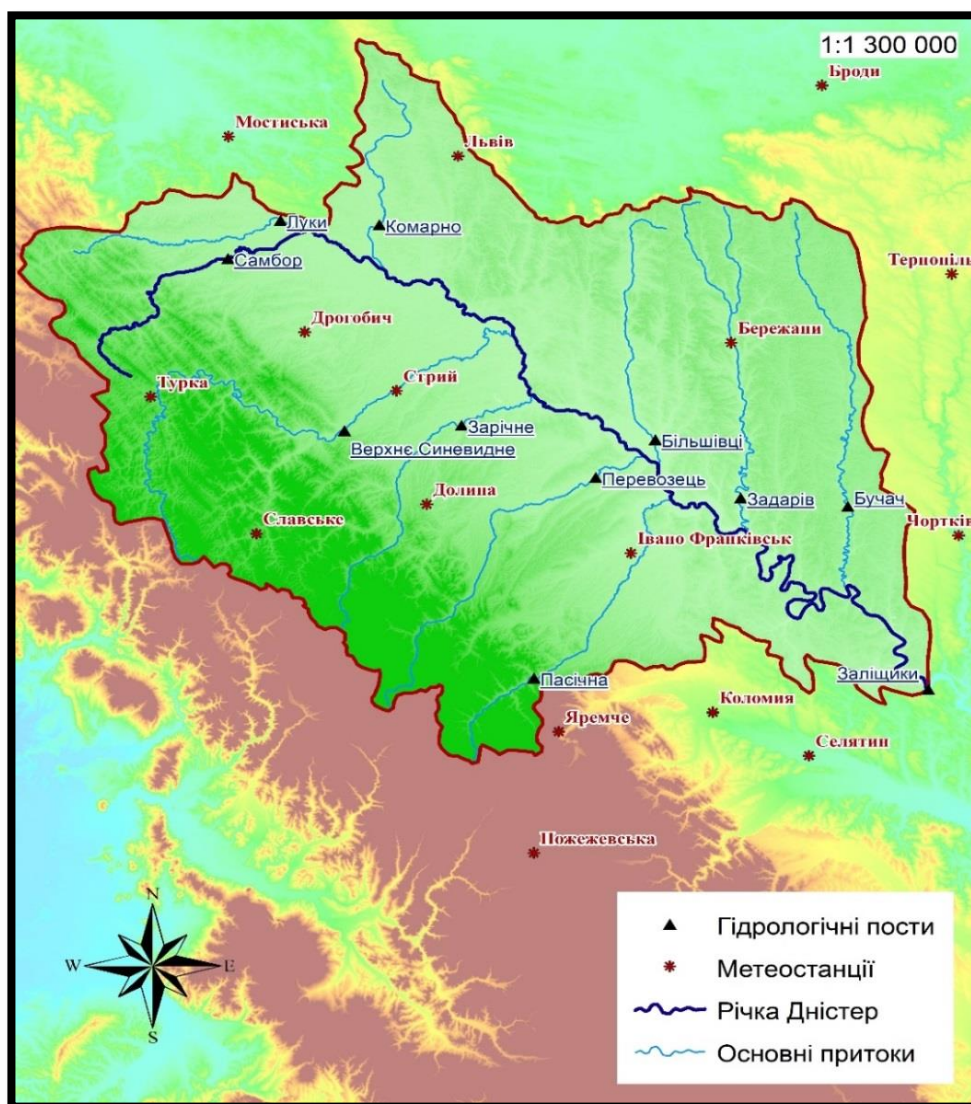 1:1 300 000
Броди
Мостиська
Львів
Луки
Комарно
Самбор
Тернопіль
Дрогобич
Бережани
Турка
Стрий
Зарічне
Більшівці
Верхнє Синевидне
Перевозець
Долина
Задарів
Бучач
Чортків
Славське
Івано Франківськ
Пасічна
Заліщики
Яремче
Коломия
Селятин
Пожежевська
N
W
E
S
Гідрологічні пости
Метеостанції
Річка Дністер
Основні притоки